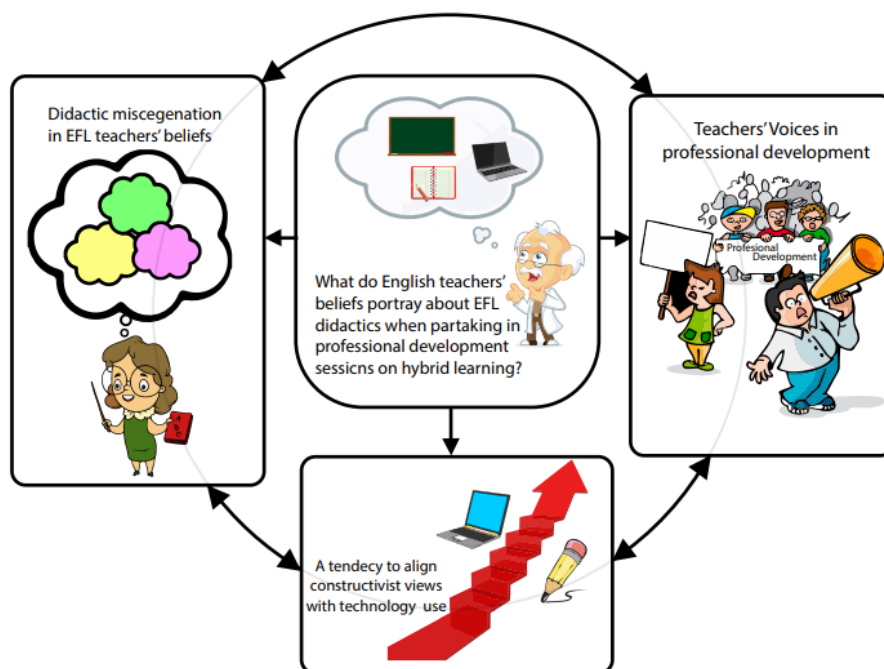 Didactic miscegenation
in EFL teachers' beliefs
What do English teachers'
beliefs portray about EFL
didactics when partaking in
professional development
sessicns on hybrid learning?
Teachers' Voices in
professional development
Profesional
Development
A tendecy to align
constructivist views
with technology use